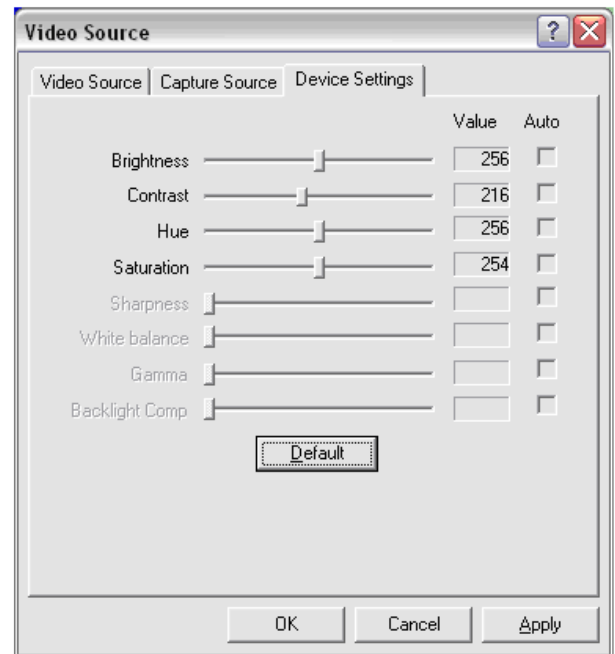 Video Source
Video Source Capture Source Device Settings
Value Auto
Brightness 256
Contrast 216
Hue 256
Saturation 254
Sharpness
White balance
Gamma
Backlight Comp
Default
OK Cancel Apply